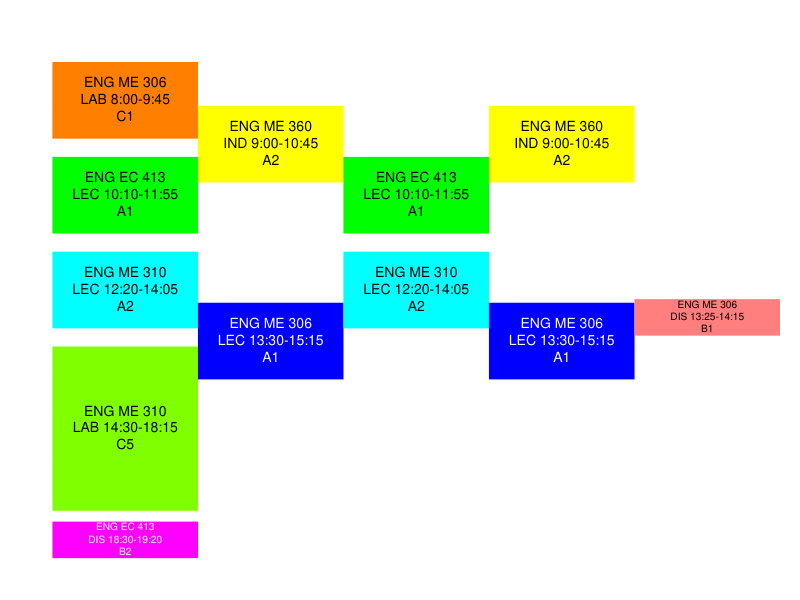 ENG ME 306
LAB 8:00-9:45
C1
ENG EC 413
LEC 10:10-11:55
A1
ENG ME 310
LEC 12:20-14:05
A2
ENG ME 310
LAB 14:30-18:15
C5
ENG EC 413
DIS 18:30-19:20
B2
ENG ME 360
IND 9:00-10:45
A2
ENG ME 306
LEC 13:30-15:15
A1
ENG EC 413
LEC 10:10-11:55
A1
ENG ME 310
LEC 12:20-14:05
A2
ENG ME 360
IND 9:00-10:45
A2
ENG ME 306
LEC 13:30-15:15
A1
ENG ME 306
DIS 13:25-14:15
B1